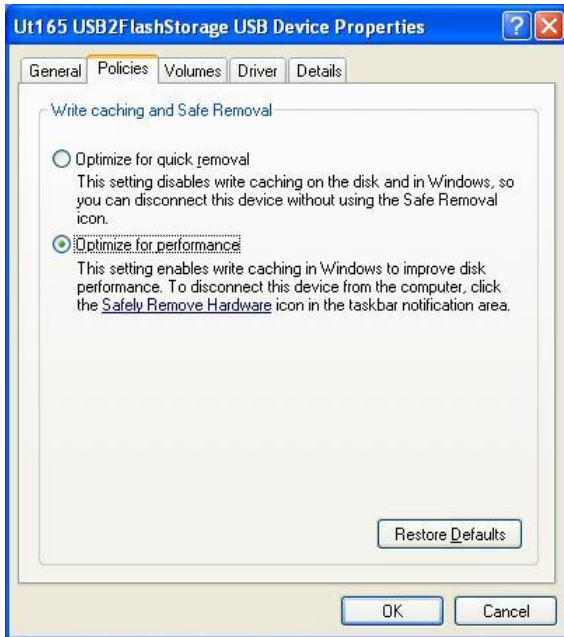 Ut165 USB2FlashStorage USB Device Properties
General Policies Volumes Driver Details
Write caching and Safe Removal
Optimize for quick removal
This setting disables write caching on the disk and in Windows, so
you can disconnect this device without using the Safe Removal
icon.
Optimize for performance
This setting enables write caching in Windows to improve disk
performance. To disconnect this device from the computer, click
the Safely Remove Hardware icon in the taskbar notification area.
Restore Defaults
OK Cancel